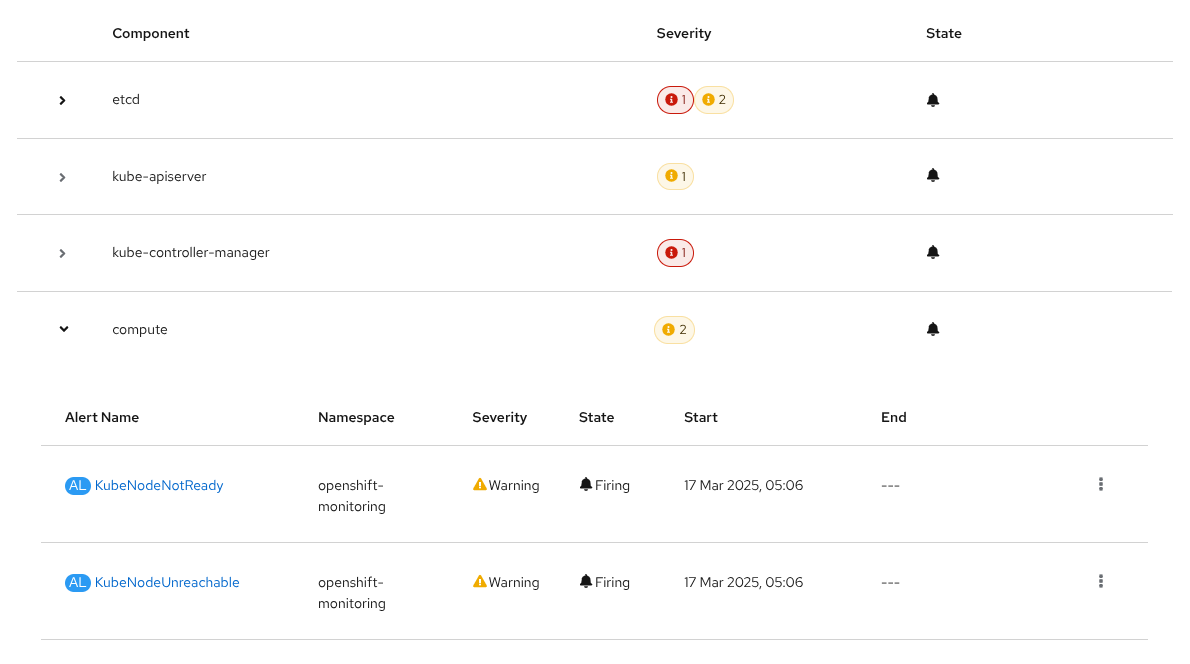 Component Severity State
etcd 1 2
kube-apiserver 1
kube-controller-manager 1
compute 2
Alert Name Namespace Severity State Start End
AL KubeNodeNotReady openshift- Warning Firing 17 Mar 2025, 05:06 ---
monitoring
AL KubeNodeUnreachable openshift- Warning Firing 17 Mar 2025, 05:06 ---
monitoring